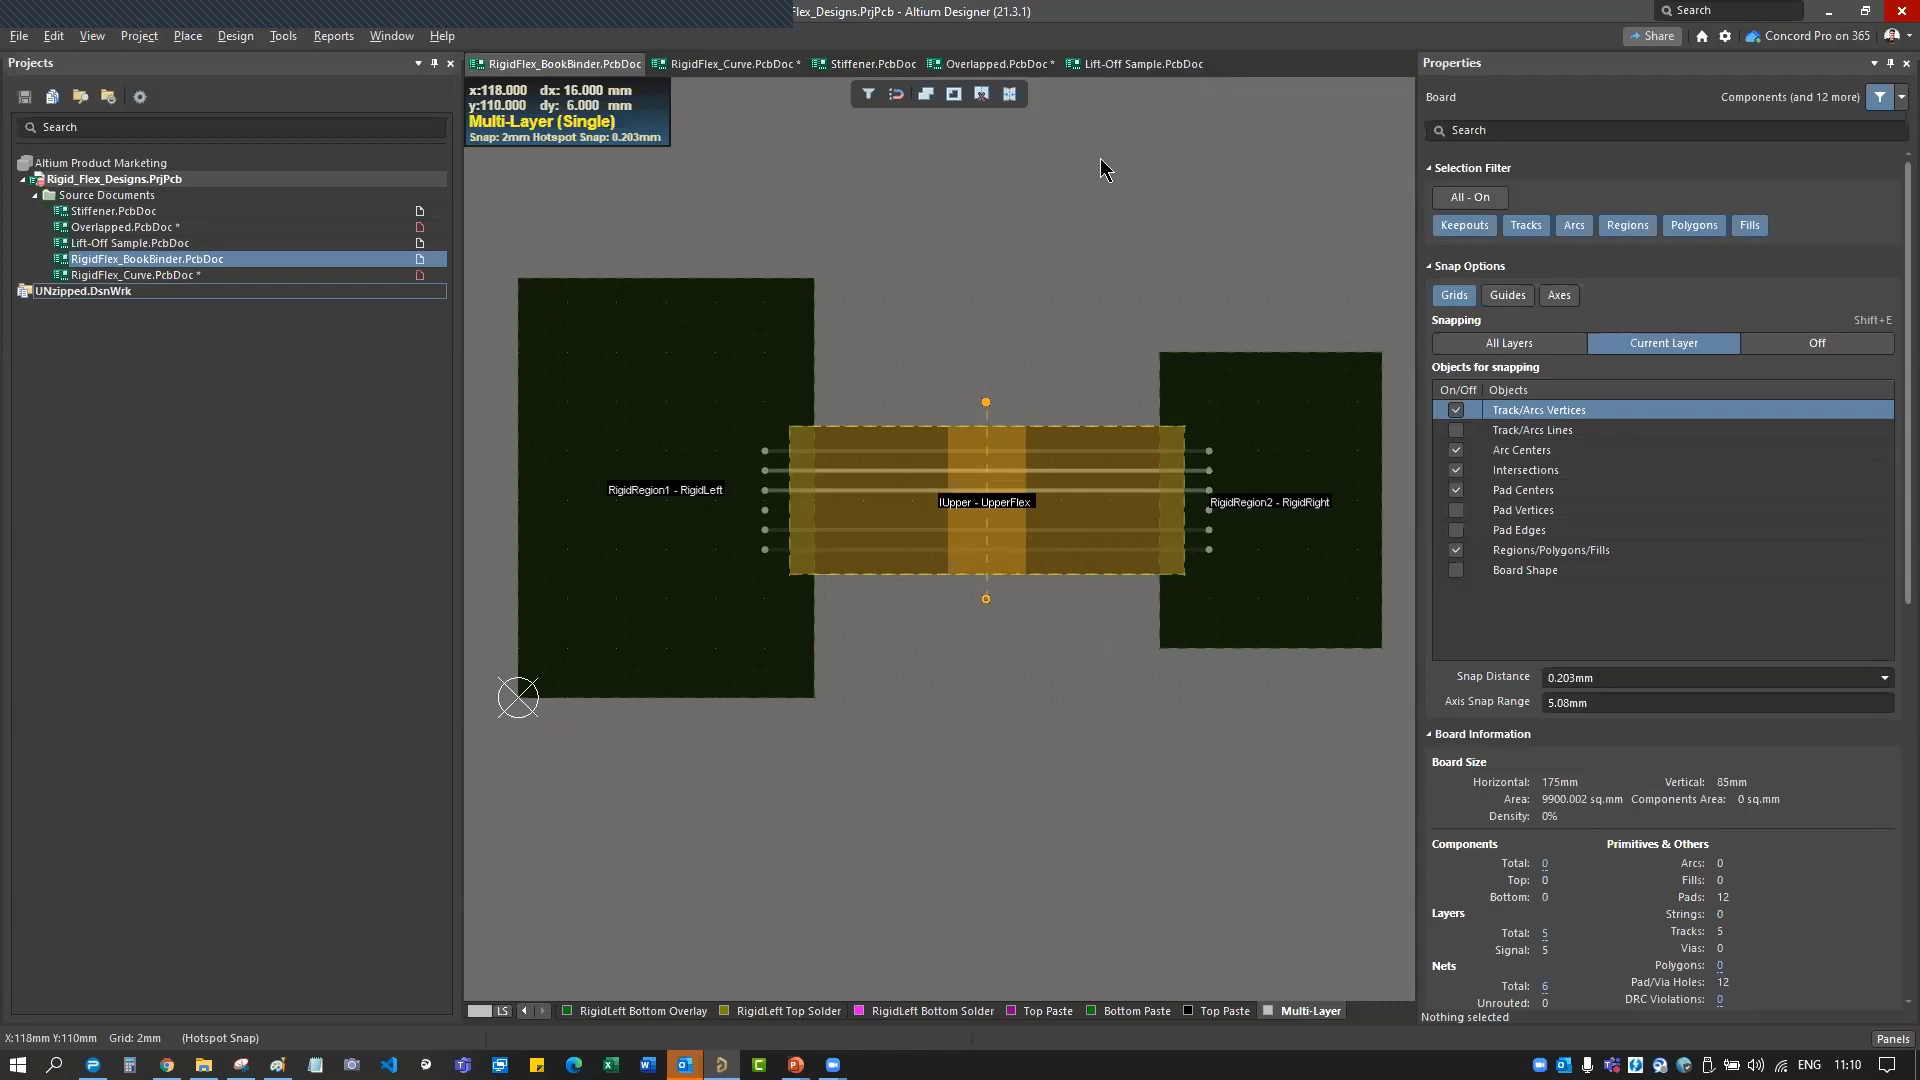 Flex_Designs.PrjPcb - Altium Designer (21.3.1)
Search
File Edit View Project Place Design Tools Reports Window Help
Share
Concord Pro on 365
Projects
Search
Altium Product Marketing
Rigid_Flex_Designs.PrjPcb
Source Documents
Stiffener.PcbDoc
Overlapped.PcbDoc *
Lift-Off Sample.PcbDoc
RigidFlex_BookBinder.PcbDoc
RigidFlex_Curve.PcbDoc *
UNzipped.DsnWrk
RigidFlex_BookBinder.PcbDoc RigidFlex_Curve.PcbDoc * Stiffener.PcbDoc Overlapped.PcbDoc * Lift-Off Sample.PcbDoc
x:118.000 dx: 16.000 mm
y:110.000 dy: 6.000 mm
Multi-Layer (Single)
Snap: 2mm Hotspot Snap: 0.203mm
RigidRegion1 - RigidLeft
IUpper - UpperFlex
RigidRegion2 - RigidRight
Properties
Board Components (and 12 more)
Search
Selection Filter
All - On
Keepouts Tracks Arcs Regions Polygons Fills
Snap Options
Grids Guides Axes
Snapping Shift+E
All Layers Current Layer Off
Objects for snapping
On/Off Objects
Track/Arcs Vertices
Track/Arcs Lines
Arc Centers
Intersections
Pad Centers
Pad Vertices
Pad Edges
Regions/Polygons/Fills
Board Shape
Snap Distance 0.203mm
Axis Snap Range 5.08mm
Board Information
Board Size
Horizontal: 175mm Vertical: 85mm
Area: 9900.002 sq.mm Components Area: 0 sq.mm
Density: 0%
Components Primitives & Others
Total: 0 Arcs: 0
Top: 0 Fills: 0
Bottom: 0 Pads: 12
Layers Strings: 0
Total: 5 Tracks: 5
Signal: 5 Vias: 0
Nets Polygons: 0
Total: 6 Pad/Via Holes: 12
Unrouted: 0 DRC Violations: 0
Nothing selected
LS RigidLeft Bottom Overlay RigidLeft Top Solder RigidLeft Bottom Solder Top Paste Bottom Paste Top Paste Multi-Layer
X:118mm Y:110mm Grid: 2mm (Hotspot Snap)
Panels
ENG 11:10